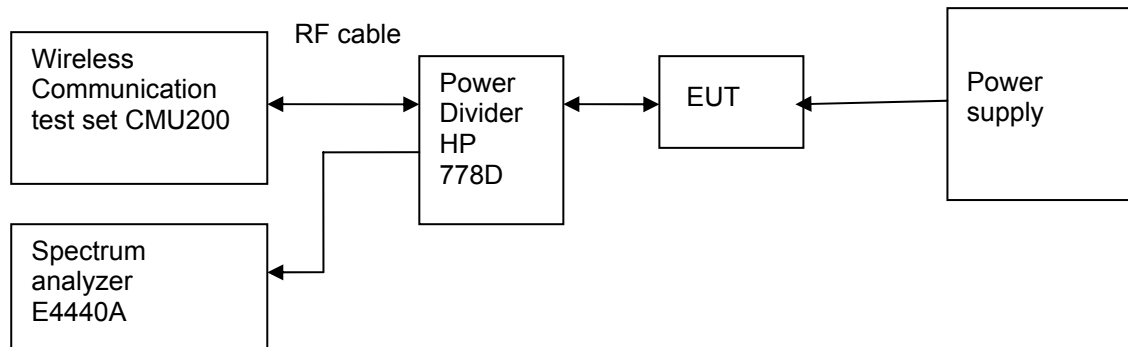 RF cable
Wireless
Communication
test set CMU200
Power
Divider
HP
778D
EUT
Power
supply
Spectrum
analyzer
E4440A